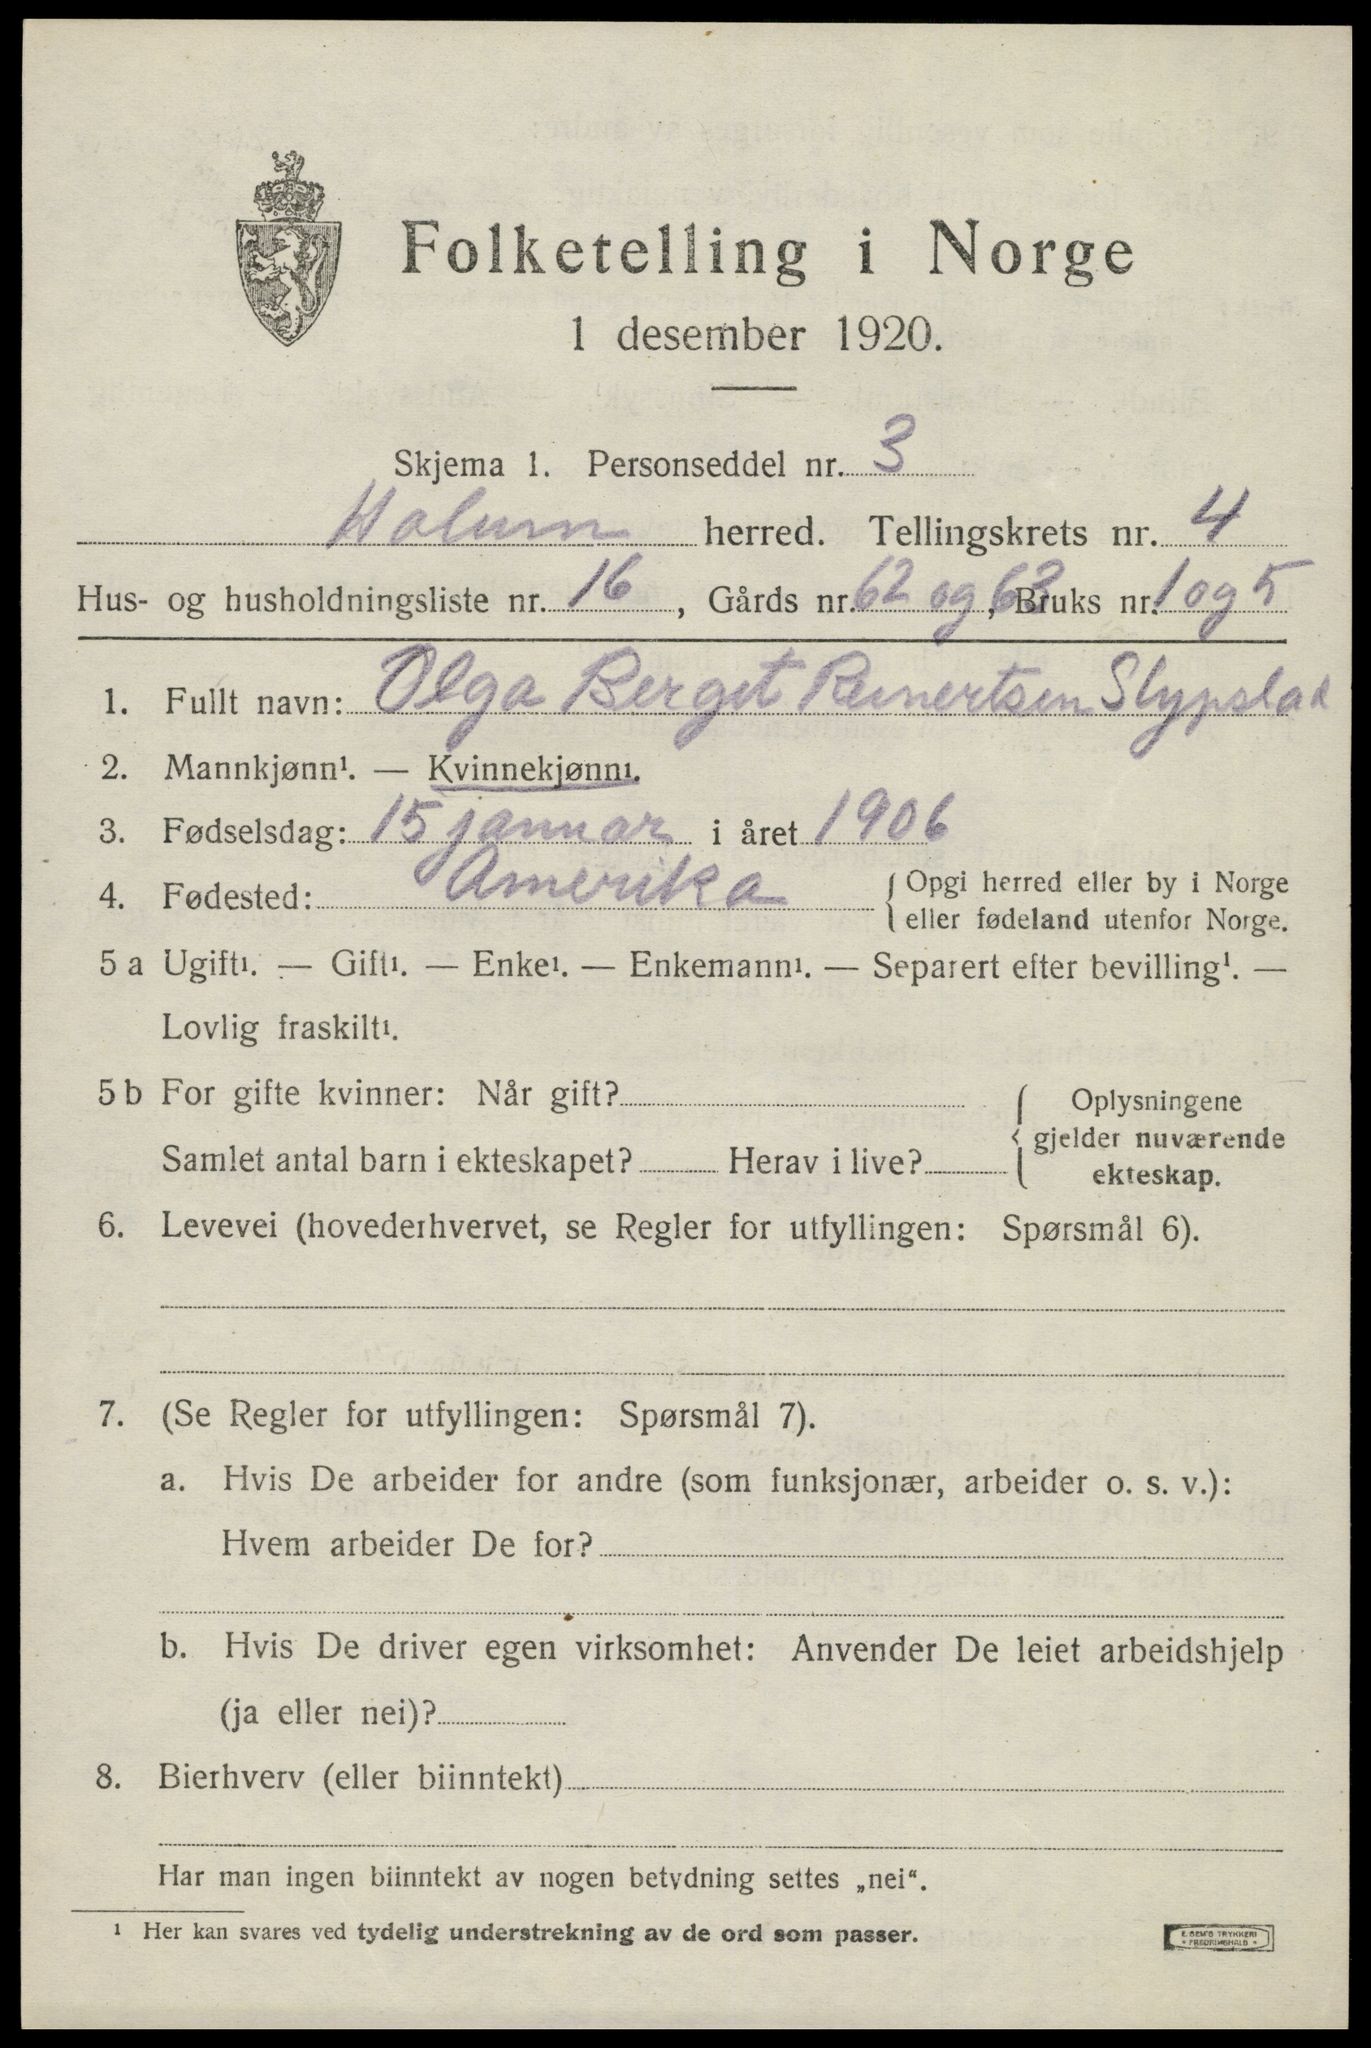 Folketelling i Norge
1 desember 1920.
Skjema 1. Personseddel nr. 3
Holum herred. Tellingskrets nr. 4
Hus- og husholdningsliste nr. 16, Gårds nr. 62 og 63, Bruks nr. 1 og 5
1. Fullt navn: Olga Bergit Reinertsen Slypstad
2. Mannkjønn¹. — Kvinnekjønn¹.
3. Fødselsdag: 15 januar i året 1906
4. Fødested: Amerika { Opgi herred eller by i Norge
eller fødeland utenfor Norge.
5 a Ugift¹. — Gift¹. — Enke¹. — Enkemann¹. — Separert efter bevilling¹. —
Lovlig fraskilt¹.
5 b For gifte kvinner: Når gift?
Samlet antal barn i ekteskapet? Herav i live?
{ Oplysningene
gjelder nuværende
ekteskap.
6. Levevei (hovederhvervet, se Regler for utfyllingen: Spørsmål 6).
7. (Se Regler for utfyllingen: Spørsmål 7).
a. Hvis De arbeider for andre (som funksjonær, arbeider o. s. v.):
Hvem arbeider De for?
b. Hvis De driver egen virksomhet: Anvender De leiet arbeidshjelp
(ja eller nei)?
8. Bierhverv (eller biinntekt)
Har man ingen biinntekt av nogen betydning settes „nei“.
¹ Her kan svares ved tydelig understrekning av de ord som passer.
E. SEM'S TRYKKERI
FREDRIKSHALD